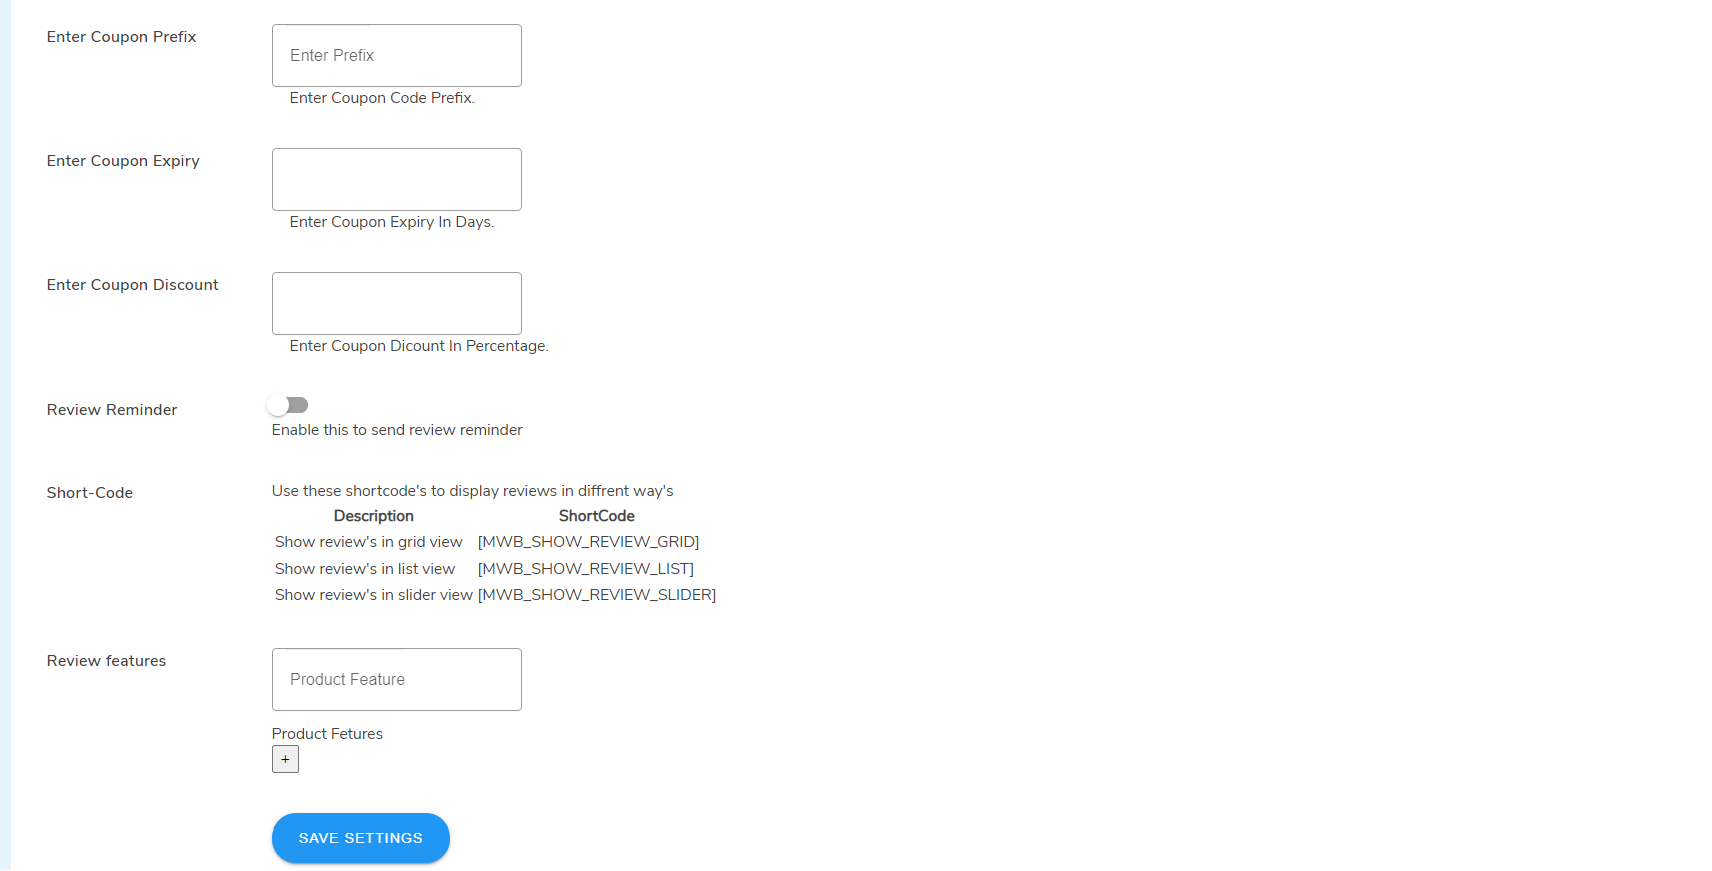 Enter Coupon Prefix
Enter Prefix
Enter Coupon Code Prefix.
Enter Coupon Expiry
Enter Coupon Expiry In Days.
Enter Coupon Discount
Enter Coupon Dicount In Percentage.
Review Reminder
Enable this to send review reminder
Short-Code
Use these shortcode's to display reviews in diffrent way's
Description ShortCode
Show review's in grid view [MWB_SHOW_REVIEW_GRID]
Show review's in list view [MWB_SHOW_REVIEW_LIST]
Show review's in slider view [MWB_SHOW_REVIEW_SLIDER]
Review features
Product Feature
Product Fetures
+
SAVE SETTINGS